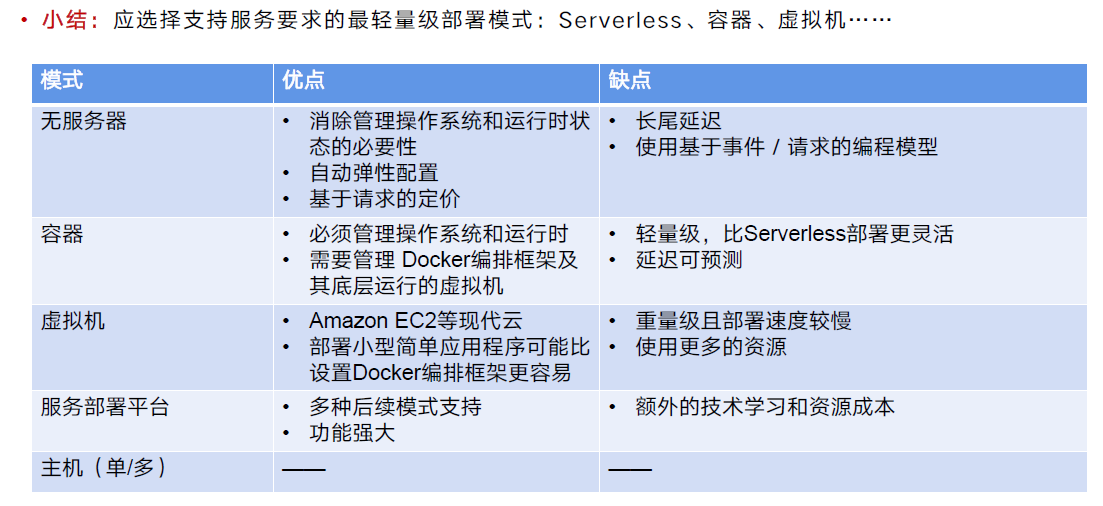 • 小结：应选择支持服务要求的最轻量级部署模式：Serverless、容器、虚拟机……
模式 优点 缺点
无服务器
• 消除管理操作系统和运行时状
态的必要性
• 自动弹性配置
• 基于请求的定价
• 长尾延迟
• 使用基于事件 / 请求的编程模型
容器
• 必须管理操作系统和运行时
• 需要管理 Docker编排框架及
其底层运行的虚拟机
• 轻量级，比Serverless部署更灵活
• 延迟可预测
虚拟机
• Amazon EC2等现代云
• 部署小型简单应用程序可能比
设置Docker编排框架更容易
• 重量级且部署速度较慢
• 使用更多的资源
服务部署平台
• 多种后续模式支持
• 功能强大
• 额外的技术学习和资源成本
主机（单/多） —— ——